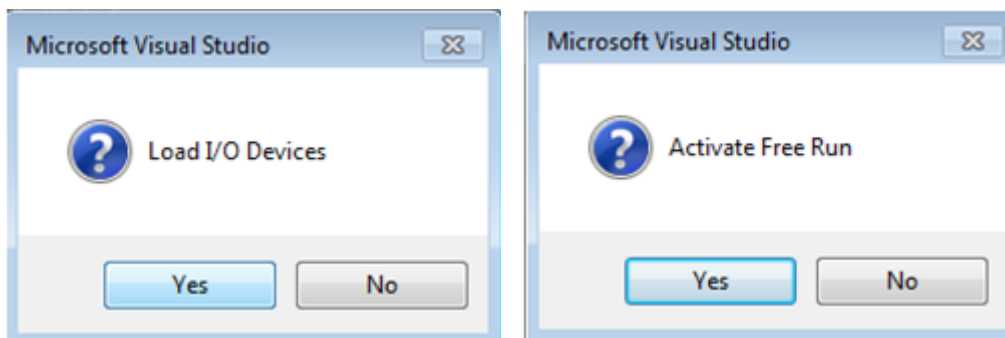 Microsoft Visual Studio
Load I/O Devices
Yes
No
Microsoft Visual Studio
Activate Free Run
Yes
No